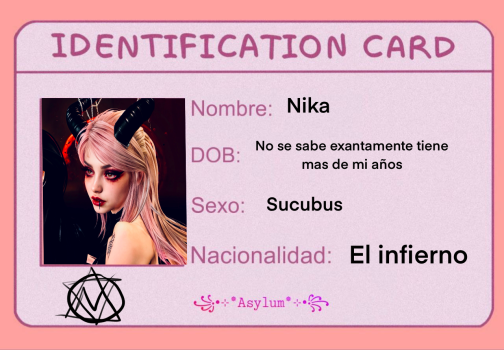 IDENTIFICATION CARD
Nombre: Nika
DOB: No se sabe exantamente tiene
mas de mi años
Sexo: Sucubus
Nacionalidad: El infierno
꧁•⊹٭Asylum٭⊹•꧂